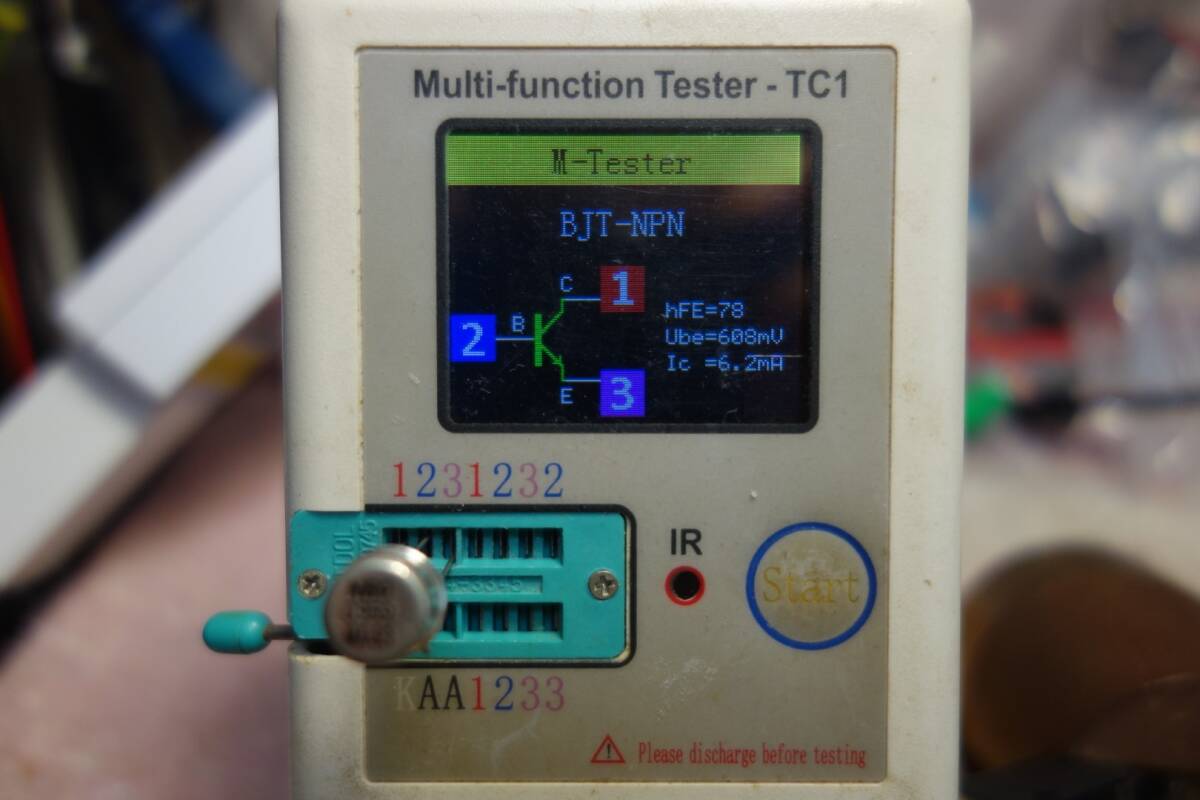 Multi-function Tester - TC1
M-Tester
BJT-NPN
C 1
hFE=78
2 B
Ube=608mV
Ic =6.2mA
E 3
1231232
IR
Start
KAA1233
Please discharge before testing